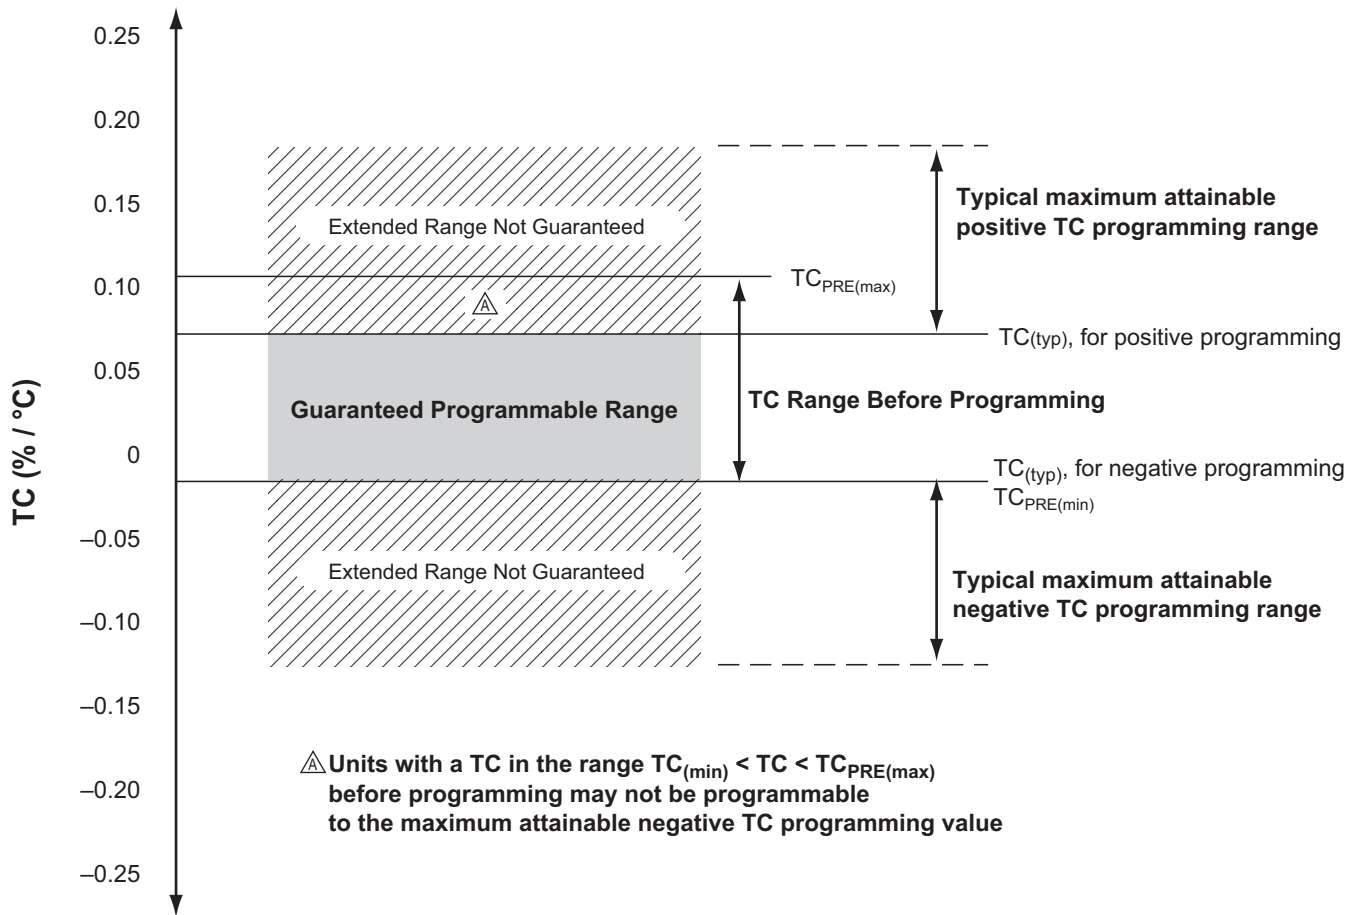 0.25
0.20
0.15
0.10
0.05
0
–0.05
–0.10
–0.15
–0.20
–0.25
TC (% / °C)
Extended Range Not Guaranteed
A
Guaranteed Programmable Range
Extended Range Not Guaranteed
Typical maximum attainable
positive TC programming range
TCPRE(max)
TC(typ), for positive programming
TC Range Before Programming
TC(typ), for negative programming
TCPRE(min)
Typical maximum attainable
negative TC programming range
A Units with a TC in the range TC(min) < TC < TCPRE(max)
before programming may not be programmable
to the maximum attainable negative TC programming value